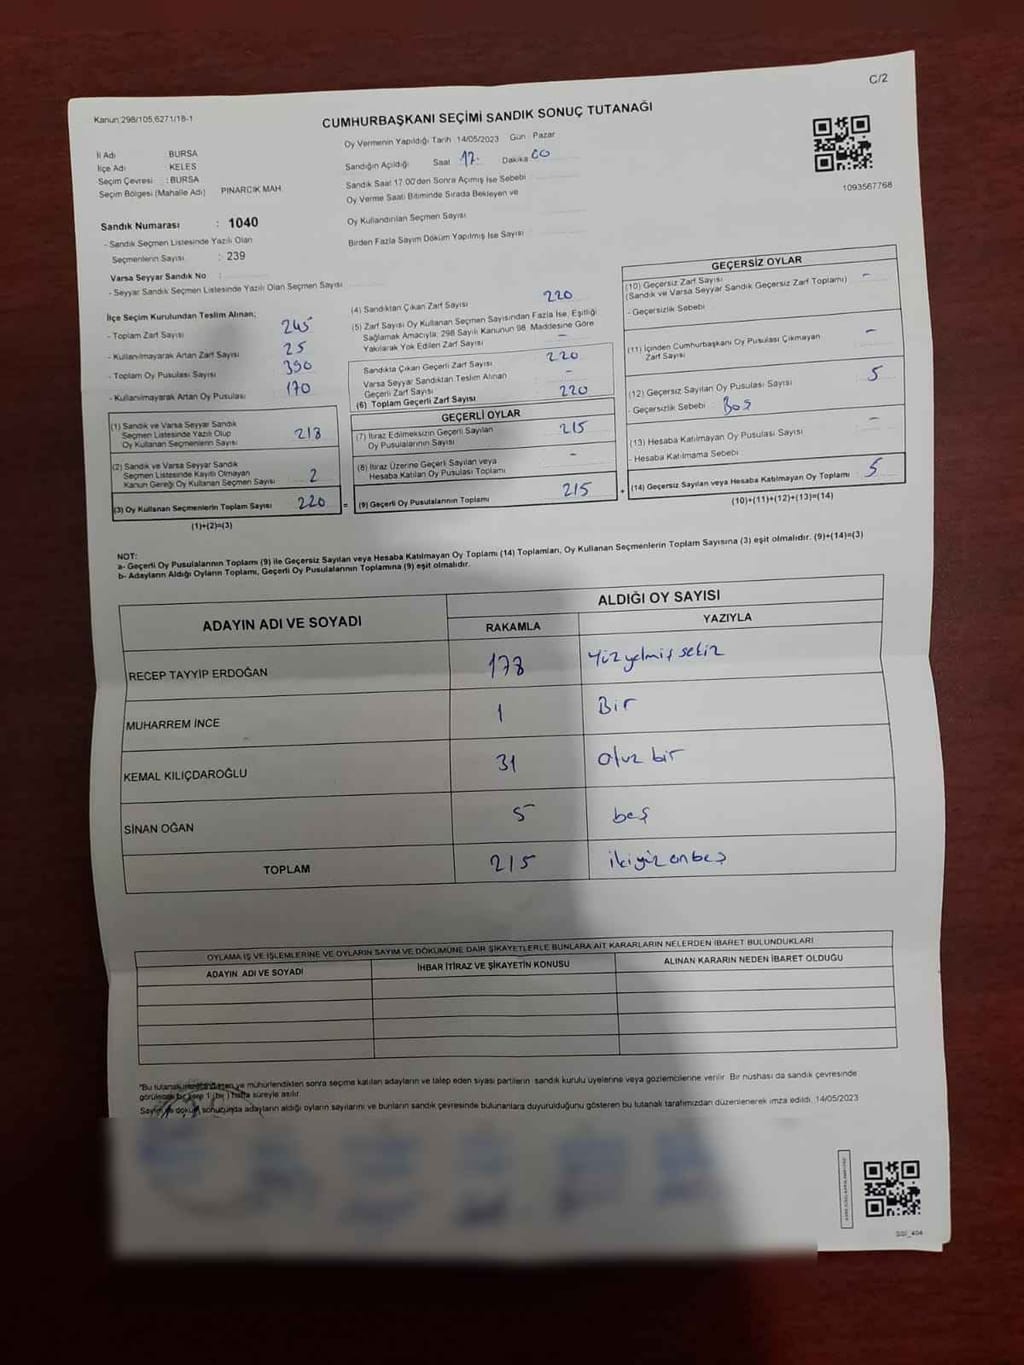 C/2
Kanun:298/105,6271/18-1
CUMHURBAŞKANI SEÇİMİ SANDIK SONUÇ TUTANAĞI
İl Adı BURSA
İlçe Adı KELES
Seçim Çevresi : BURSA
Seçim Bölgesi (Mahalle Adı) PINARCIK MAH
Sandık Numarası : 1040
- Sandık Seçmen Listesinde Yazılı Olan
Seçmenlerin Sayısı : 239
Varsa Seyyar Sandık No :
- Seyyar Sandık Seçmen Listesinde Yazılı Olan Seçmen Sayısı
Oy Vermenin Yapıldığı Tarih 14/05/2023 Gün Pazar
Sandığın Açıldığı Saat 17: Dakika 00
Sandık Saat 17 00'den Sonra Açımış İse Sebebi
Oy Verme Saati Bitiminde Sırada Bekleyen ve
Oy Kullandırılan Seçmen Sayısı
Birden Fazla Sayım Döküm Yapılmış İse Sayısı
1093567768
İlçe Seçim Kurulundan Teslim Alınan;
- Toplam Zarf Sayısı 245
- Kullanılmayarak Artan Zarf Sayısı 25
- Toplam Oy Pusulası Sayısı 390
- Kullanılmayarak Artan Oy Pusulası 170
(1) Sandık ve Varsa Seyyar Sandık
Seçmen Listesinde Yazılı Olup
Oy Kullanan Seçmenlerin Sayısı 218
(2) Sandık ve Varsa Seyyar Sandık
Seçmen Listesinde Kayıtlı Olmayan
Kanun Gereği Oy Kullanan Seçmen Sayısı 2
(3) Oy Kullanan Seçmenlerin Toplam Sayısı 220 =
(1)+(2)=(3)
(4) Sandıktan Çıkan Zarf Sayısı 220
(5) Zarf Sayısı Oy Kullanan Seçmen Sayısından Fazla İse, Eşitliği
Sağlamak Amacıyla; 298 Sayılı Kanunun 98. Maddesine Göre
Yakılarak Yok Edilen Zarf Sayısı -
Sandıkta Çıkan Geçerli Zarf Sayısı 220
Varsa Seyyar Sandıktan Teslim Alınan
Geçerli Zarf Sayısı -
(6) Toplam Geçerli Zarf Sayısı 220
GEÇERLİ OYLAR
(7) İtiraz Edilmeksizin Geçerli Sayılan
Oy Pusulasının Sayısı 215
(8) İtiraz Üzerine Geçerli Sayılan veya
Hesaba Katılan Oy Pusulası Toplamı -
(9) Geçerli Oy Pusulalarının Toplamı 215 +
GEÇERSİZ OYLAR
(10) Geçersiz Zarf Sayısı -
(Sandık ve Varsa Seyyar Sandık Geçersiz Zarf Toplamı)
- Geçersizlik Sebebi
(11) İçinden Cumhurbaşkanı Oy Pusulası Çıkmayan
Zarf Sayısı -
(12) Geçersiz Sayılan Oy Pusulası Sayısı 5
- Geçersizlik Sebebi Boş
(13) Hesaba Katılmayan Oy Pusulası Sayısı -
- Hesaba Katılmama Sebebi
(14) Geçersiz Sayılan veya Hesaba Katılmayan Oy Toplamı 5
(10)+(11)+(12)+(13)=(14)
NOT:
a- Geçerli Oy Pusulalarının Toplamı (9) ile Geçersiz Sayılan veya Hesaba Katılmayan Oy Toplamı (14) Toplamları, Oy Kullanan Seçmenlerin Toplam Sayısına (3) eşit olmalıdır. (9)+(14)=(3)
b- Adayların Aldığı Oyların Toplamı, Geçerli Oy Pusulalarının Toplamına (9) eşit olmalıdır.
ADAYIN ADI VE SOYADI ALDIĞI OY SAYISI
RAKAMLA YAZIYLA
RECEP TAYYİP ERDOĞAN 178 Yüzyelmiş sekiz
MUHARREM İNCE 1 Bir
KEMAL KILIÇDAROĞLU 31 Otuz bir
SİNAN OĞAN 5 beş
TOPLAM 215 ikiyüz onbeş
OYLAMA İŞ VE İŞLEMLERİNE VE OYLARIN SAYIM VE DÖKÜMÜNE DAİR ŞİKAYETLERLE BUNLARA AİT KARARLARIN NELERDEN İBARET BULUNDUKLARI
ADAYIN ADI VE SOYADI İHBAR İTİRAZ VE ŞİKAYETİN KONUSU ALINAN KARARIN NEDEN İBARET OLDUĞU
"Bu tutanak ve mühürlendikten sonra seçime katılan adayların ve talep eden siyasi partilerin sandık kurulu üyelerine veya gözlemcilerine verilir Bir nüshası da sandık çevresinde
hafta süreyle asılır
Sayım ve döküm sonucunda adayların aldığı oyların sayılarını ve bunların sandık çevresinde bulunanlara duyurulduğunu gösteren bu tutanak tarafımızdan düzenlenerek imza edildi. 14/05/2023